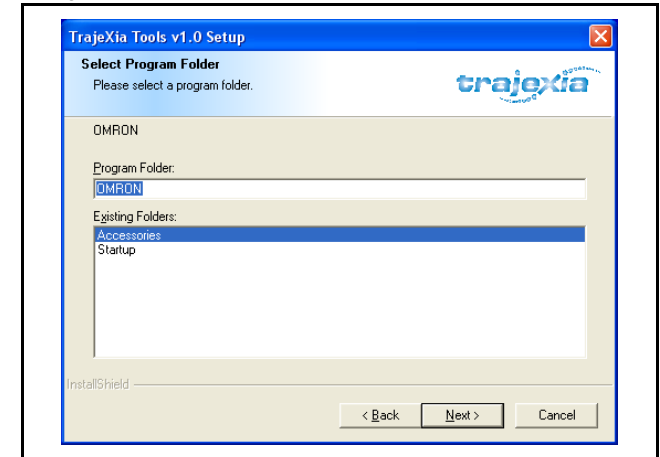 TrajeXia Tools v1.0 Setup
Select Program Folder
Please select a program folder.
trajexia
OMRON
Program Folder:
OMRON
Existing Folders:
Accessories
Startup
InstallShield
< Back
Next >
Cancel